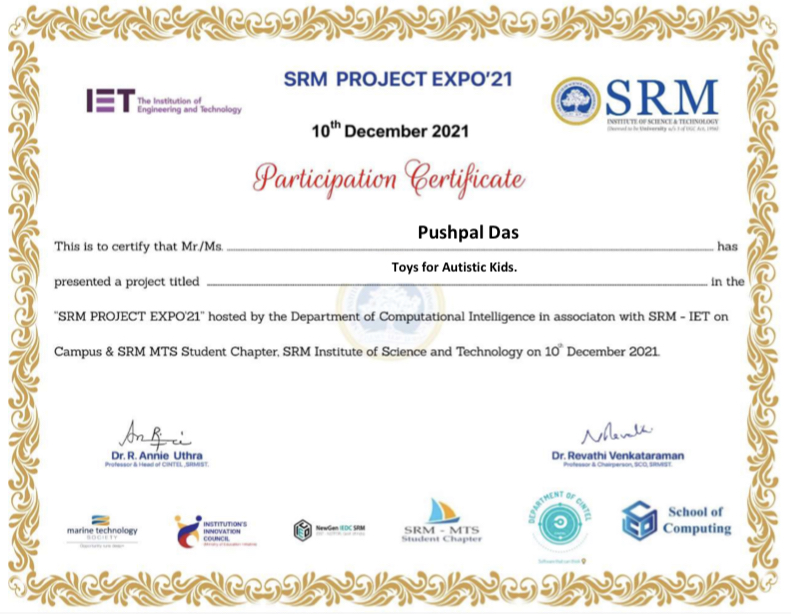 SRM PROJECT EXPO'21
IET The Institution of
Engineering and Technology
SRM
INSTITUTE OF SCIENCE & TECHNOLOGY
(Deemed to be University u/s 3 of UGC Act, 1956)
10th December 2021
Participation Certificate
Pushpal Das
This is to certify that Mr/Ms. has
Toys for Autistic Kids.
presented a project titled in the
"SRM PROJECT EXPO'21" hosted by the Department of Computational Intelligence in associaton with SRM - IET on
Campus & SRM MTS Student Chapter, SRM Institute of Science and Technology on 10th December 2021.
Dr. R. Annie Uthra
Professor & Head of CINTEL, SRMIST.
Dr. Revathi Venkataraman
Professor & Chairperson, SCO, SRMIST.
marine technology
SOCIETY
INSTITUTION'S
INNOVATION
COUNCIL
NewGen IEDC SRM
SRM - MTS
Student Chapter
DEPARTMENT OF CINTEL
School of
Computing